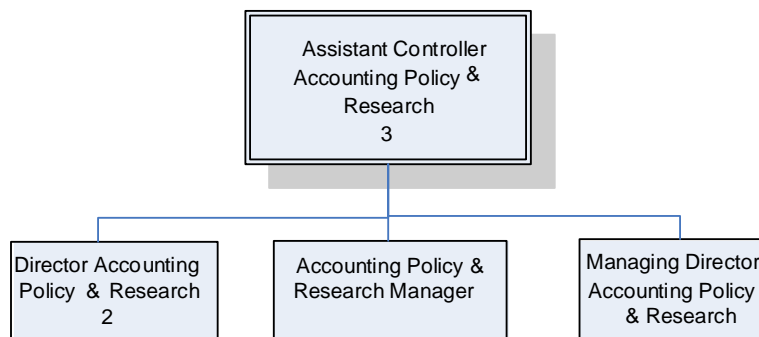 Assistant Controller
Accounting Policy &
Research
3
Director Accounting
Policy & Research
2
Accounting Policy &
Research Manager
Managing Director
Accounting Policy
& Research